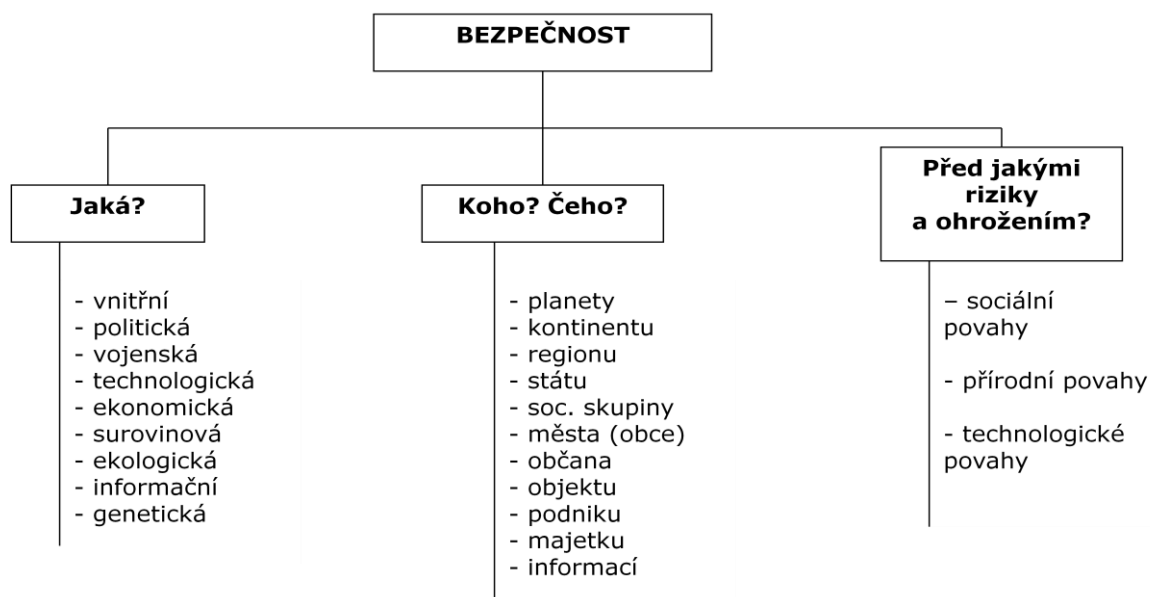 BEZPEČNOST
Jaká?
- vnitřní
- politická
- vojenská
- technologická
- ekonomická
- surovinová
- ekologická
- informační
- genetická
Koho? Čeho?
- planety
- kontinentu
- regionu
- státu
- soc. skupiny
- města (obce)
- občana
- objektu
- podniku
- majetku
- informací
Před jakými
riziky
a ohrožením?
– sociální
povahy
- přírodní povahy
- technologické
povahy